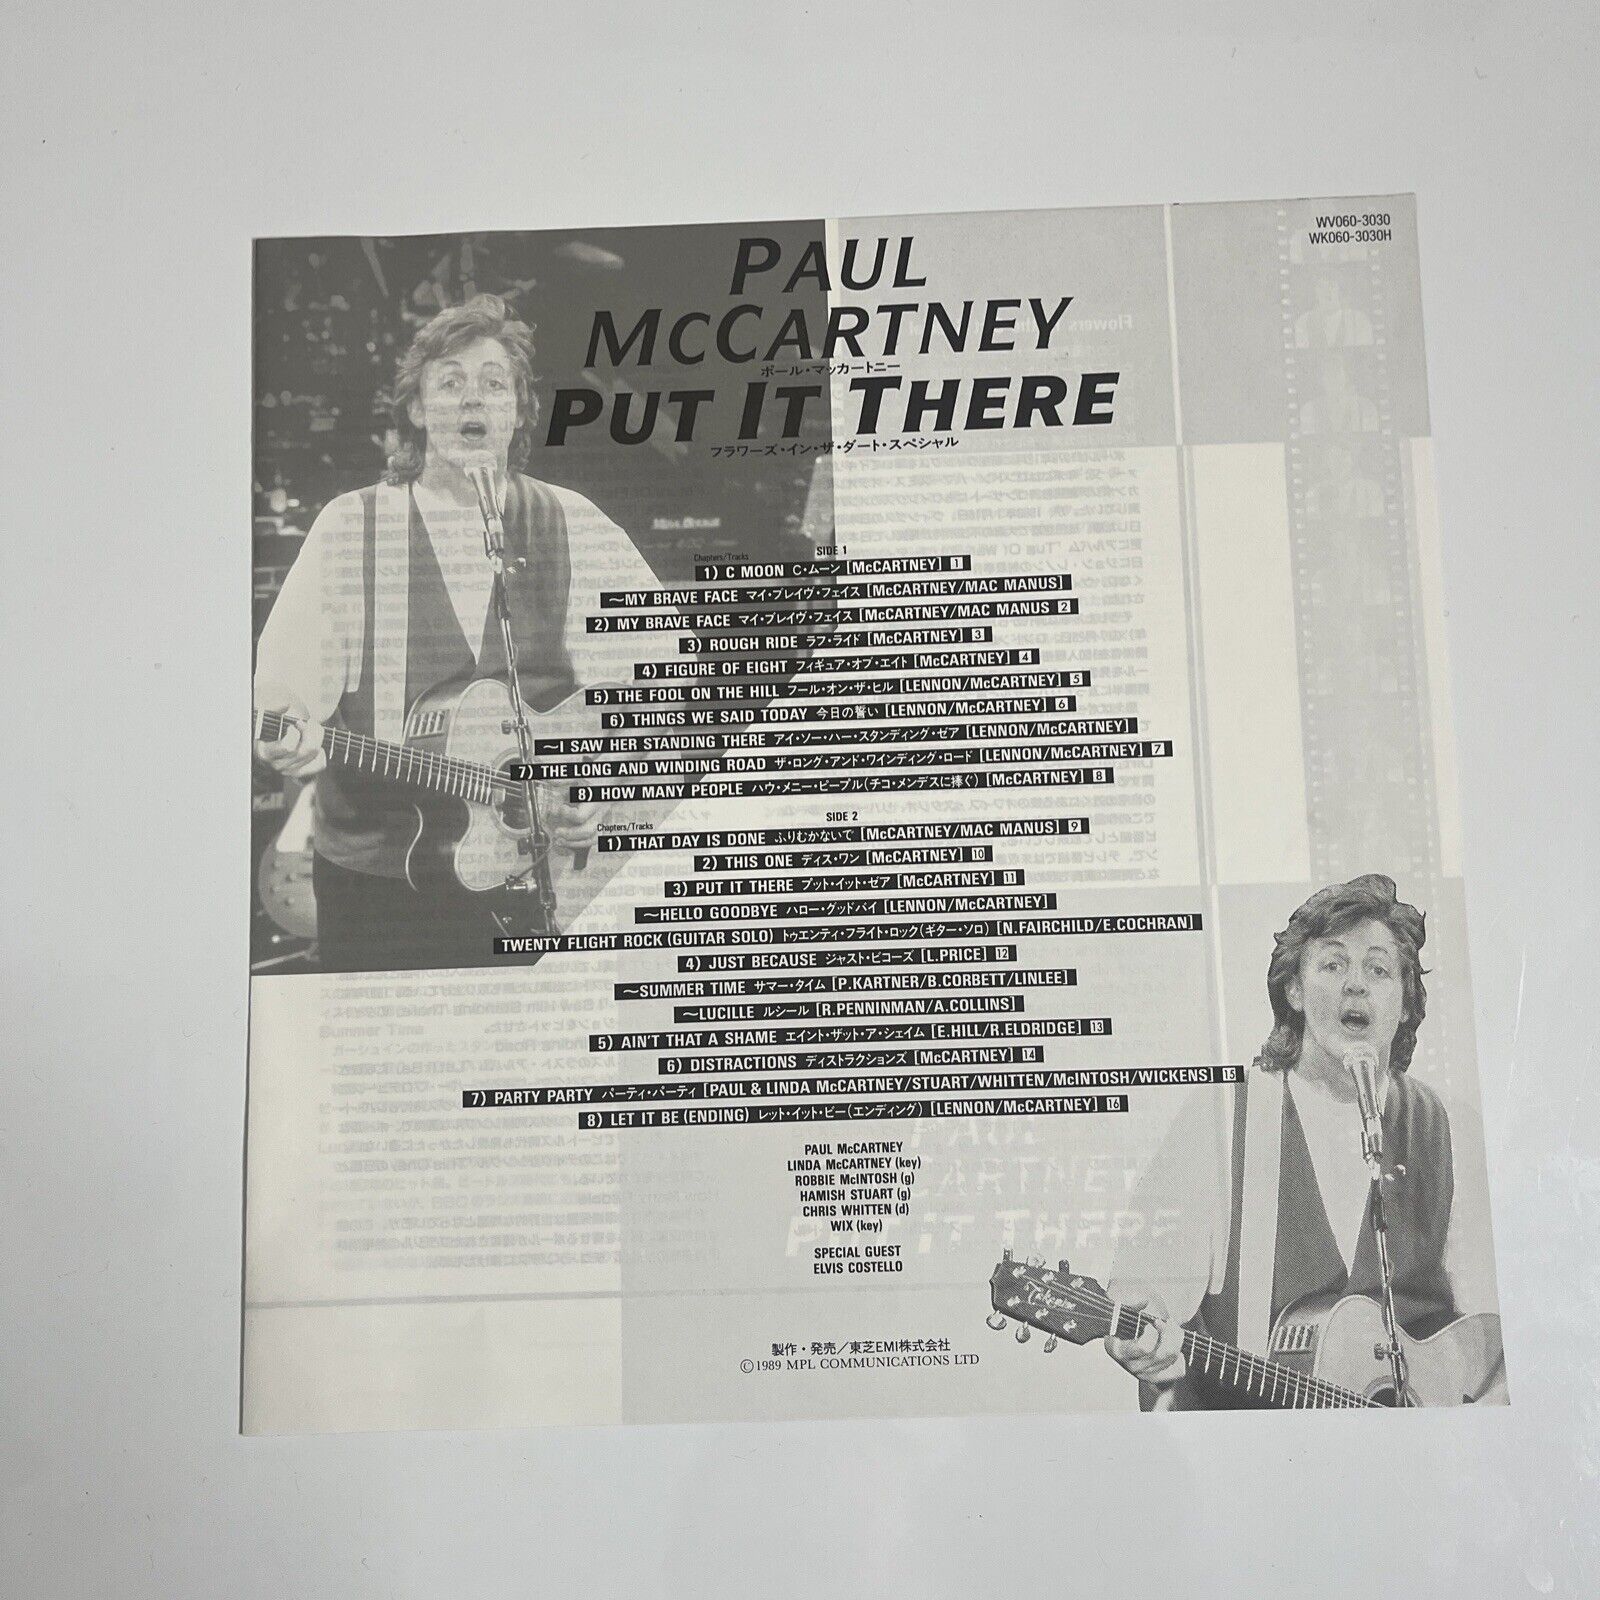 WV060-3030
WK060-3030H
PAUL
MCCARTNEY
ポール・マッカートニー
PUT IT THERE
フラワーズ・イン・ザ・ダート・スペシャル
SIDE 1
Chapters/Tracks
1) C MOON C・ムーン [McCARTNEY] 1
~MY BRAVE FACE マイ・ブレイヴ・フェイス [McCARTNEY/MAC MANUS]
2) MY BRAVE FACE マイ・ブレイヴ・フェイス [McCARTNEY/MAC MANUS 2
3) ROUGH RIDE ラフ・ライド [McCARTNEY] 3
4) FIGURE OF EIGHT フィギュア・オブ・エイト [McCARTNEY] 4
5) THE FOOL ON THE HILL フール・オン・ザ・ヒル [LENNON/McCARTNEY] 5
6) THINGS WE SAID TODAY 今日の誓い [LENNON/McCARTNEY] 6
~I SAW HER STANDING THERE アイ・ソー・ハー・スタンディング・ゼア [LENNON/McCARTNEY]
7) THE LONG AND WINDING ROAD ザ・ロング・アンド・ワインディング・ロード [LENNON/McCARTNEY] 7
8) HOW MANY PEOPLE ハウ・メニー・ピープル(チコ・メンデスに捧ぐ) [McCARTNEY] 8
SIDE 2
Chapters/Tracks
1) THAT DAY IS DONE ふりむかないで [McCARTNEY/MAC MANUS] 9
2) THIS ONE ディス・ワン [McCARTNEY] 10
3) PUT IT THERE プット・イット・ゼア [McCARTNEY] 11
~HELLO GOODBYE ハロー・グッドバイ [LENNON/McCARTNEY]
TWENTY FLIGHT ROCK (GUITAR SOLO) トゥエンティ・フライト・ロック(ギター・ソロ) [N.FAIRCHILD/E.COCHRAN]
4) JUST BECAUSE ジャスト・ビコーズ [L.PRICE] 12
~SUMMER TIME サマー・タイム [P.KARTNER/B.CORBETT/LINLEE]
~LUCILLE ルシール [R.PENNINMAN/A.COLLINS]
5) AIN'T THAT A SHAME エイント・ザット・ア・シェイム [E.HILL/R.ELDRIDGE] 13
6) DISTRACTIONS ディストラクションズ [McCARTNEY] 14
7) PARTY PARTY パーティ・パーティ [PAUL & LINDA McCARTNEY/STUART/WHITTEN/McINTOSH/WICKENS] 15
8) LET IT BE (ENDING) レット・イット・ビー(エンディング) [LENNON/McCARTNEY] 16
PAUL McCARTNEY
LINDA McCARTNEY (key)
ROBBIE McINTOSH (g)
HAMISH STUART (g)
CHRIS WHITTEN (d)
WIX (key)
SPECIAL GUEST
ELVIS COSTELLO
Takamine
製作・発売/東芝EMI株式会社
©1989 MPL COMMUNICATIONS LTD